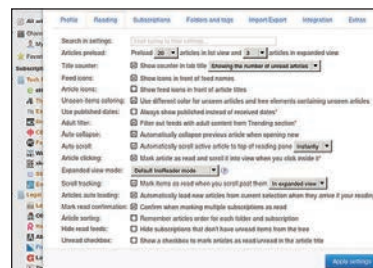 Profile Reading Subscriptions Folders and tags Import/Export Integration Extras
Search in settings:
Articles preload: Preload 20 articles in list view and 3 articles in expanded view
Title counter: Show counter in tab title Showing the number of unread articles
Feed icons: Show icons in front of feed names
Article icons: Show feed icons in front of article titles
Unseen items coloring: Use different color for unseen articles and tree elements containing unseen articles
Use published dates: Always show published instead of received dates*
Adult filter: Filter out feeds with adult content from Trending section*
Auto collapse: Automatically collapse previous article when opening new
Auto scroll: Automatically scroll active article to top of reading pane Instantly
Article clicking: Mark article as read and scroll it into view when you click inside it*
Expanded view mode: Default InoReader mode
Scroll tracking: Mark items as read when you scroll past them In expanded view
Articles auto loading: Automatically load new articles from current selection when they arrive if your reading
Mark read confirmation: Confirm when marking multiple subscriptions as read
Article sorting: Remember articles order for each folder and subscription
Hide read feeds: Hide subscriptions that don't have unread items from the tree
Unread checkbox: Show a checkbox to mark articles as read/unread in the article title
Apply settings